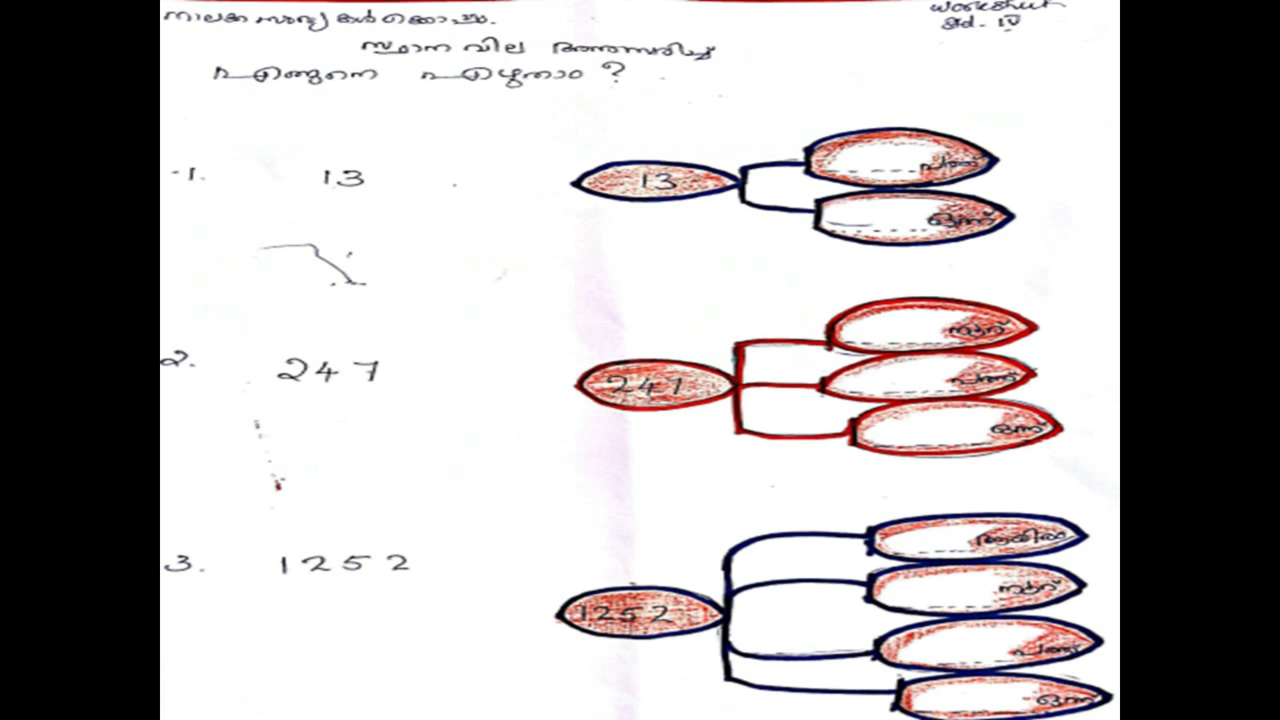 നാലക്ക സംഖ്യകൾക്കൊപ്പം.
Worksheet
Std. IV
സ്ഥാന വില അനുസരിച്ച്
എങ്ങനെ എഴുതാം ?
1. 13
13
പത്ത്
ഒന്ന്
2. 247
247
നൂറ്
പത്ത്
ഒന്ന്
3. 1252
1252
ആയിരം
നൂറ്
പത്ത്
ഒന്ന്